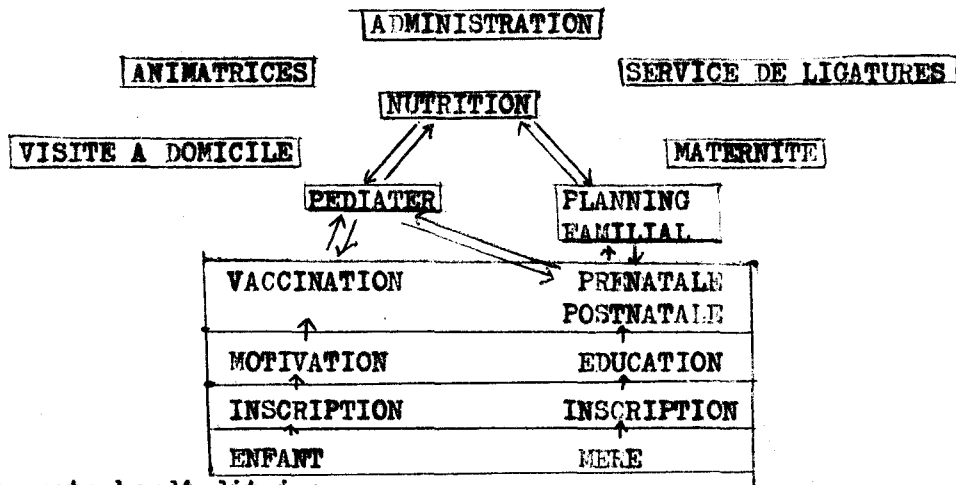 ADMINISTRATION
ANIMATRICES
SERVICE DE LIGATURES
NUTRITION
VISITE A DOMICILE
MATERNITE
PEDIATER
PLANNING
FAMILIAL
VACCINATION
PRENATALE
POSTNATALE
MOTIVATION
EDUCATION
INSCRIPTION
INSCRIPTION
ENFANT
MERE